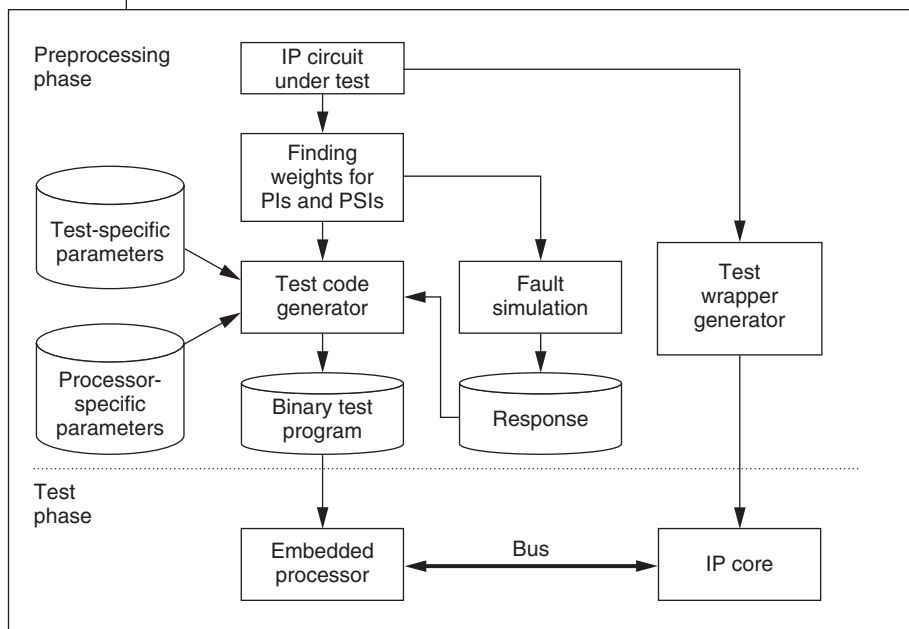 Preprocessing
phase
IP circuit
under test
Finding
weights for
PIs and PSIs
Test-specific
parameters
Test code
generator
Fault
simulation
Test
wrapper
generator
Processor-
specific
parameters
Binary test
program
Response
Test
phase
Embedded
processor
Bus
IP core